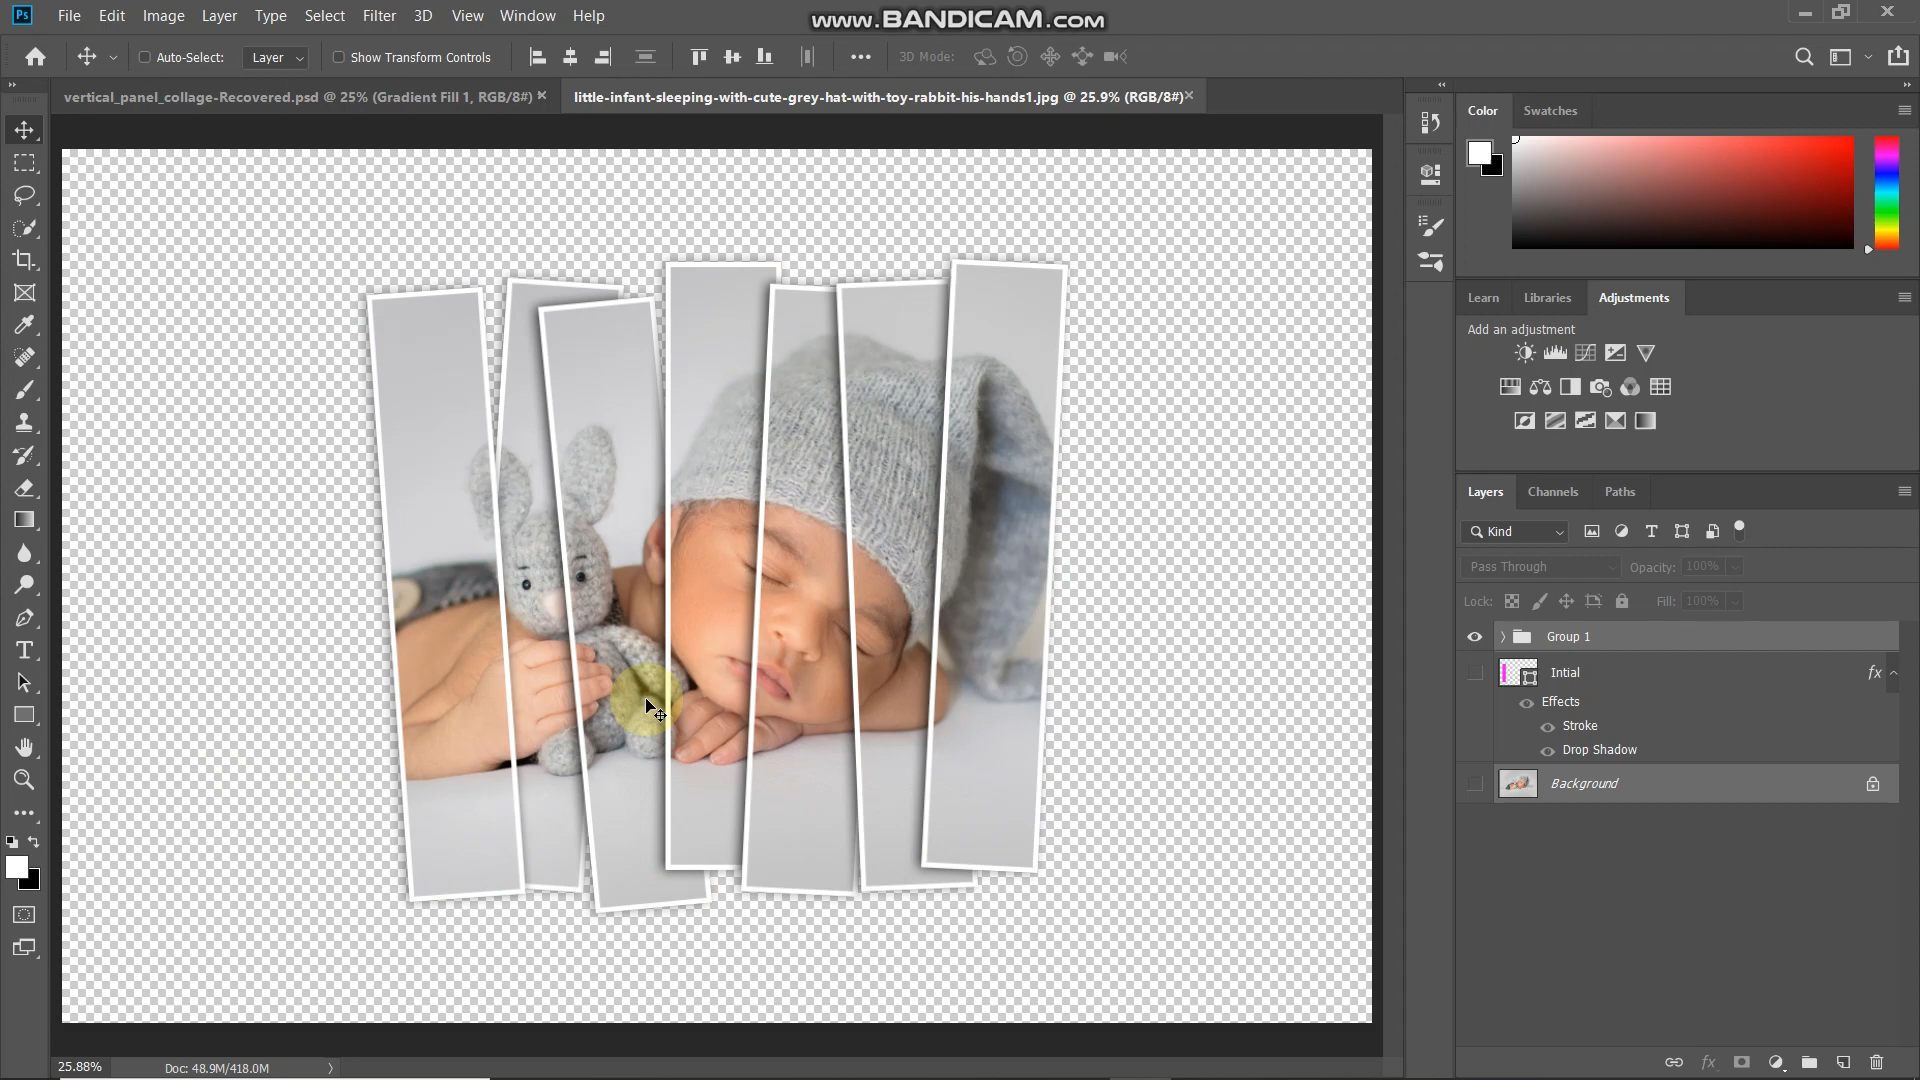 Ps File Edit Image Layer Type Select Filter 3D View Window Help
www.BANDICAM.COM
Auto-Select: Layer Show Transform Controls 3D Mode:
vertical_panel_collage-Recovered.psd @ 25% (Gradient Fill 1, RGB/8#)
little-infant-sleeping-with-cute-grey-hat-with-toy-rabbit-his-hands1.jpg @ 25.9% (RGB/8#)
Color Swatches
Learn Libraries Adjustments
Add an adjustment
Layers Channels Paths
Kind
Pass Through Opacity: 100%
Lock: Fill: 100%
Group 1
Intial fx
Effects
Stroke
Drop Shadow
Background
25.88% Doc: 48.9M/418.0M
fx